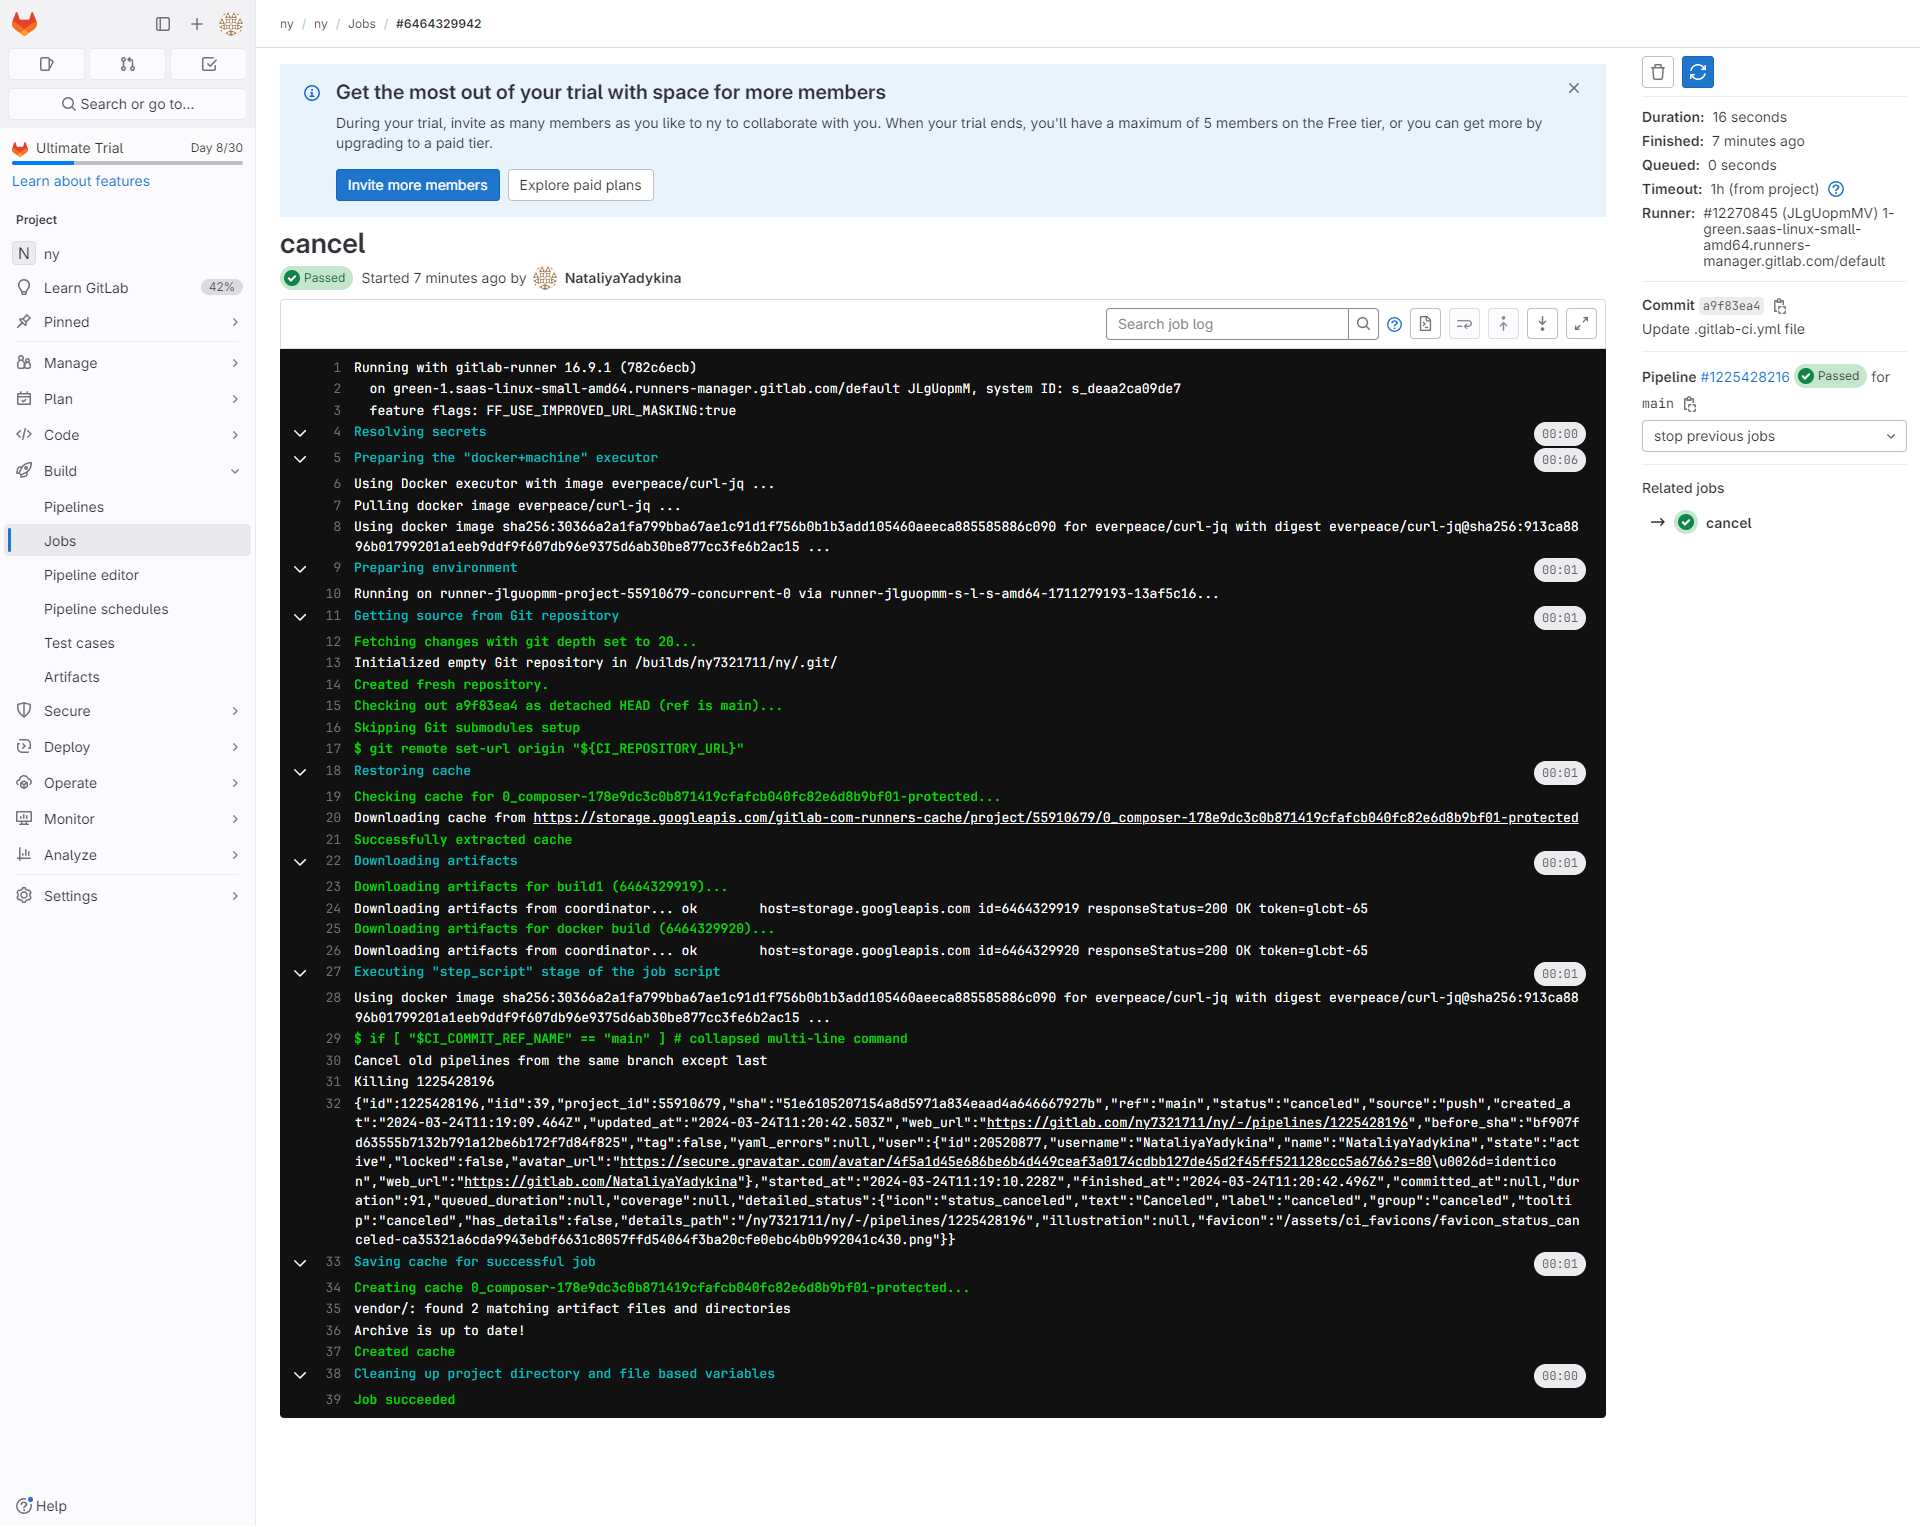 ny / ny / Jobs / #6464329942
Search or go to...
Ultimate Trial Day 8/30
Learn about features
Project
N ny
Learn GitLab 42%
Pinned
Manage
Plan
Code
Build
Pipelines
Jobs
Pipeline editor
Pipeline schedules
Test cases
Artifacts
Secure
Deploy
Operate
Monitor
Analyze
Settings
Help
Get the most out of your trial with space for more members
During your trial, invite as many members as you like to ny to collaborate with you. When your trial ends, you'll have a maximum of 5 members on the Free tier, or you can get more by
upgrading to a paid tier.
Invite more members Explore paid plans
cancel
Passed Started 7 minutes ago by NataliyaYadykina
Search job log
1 Running with gitlab-runner 16.9.1 (782c6ecb)
2 on green-1.saas-linux-small-amd64.runners-manager.gitlab.com/default JLgUopmM, system ID: s_deaa2ca09de7
3 feature flags: FF_USE_IMPROVED_URL_MASKING:true
4 Resolving secrets 00:00
5 Preparing the "docker+machine" executor 00:06
6 Using Docker executor with image everpeace/curl-jq ...
7 Pulling docker image everpeace/curl-jq ...
8 Using docker image sha256:30366a2a1fa799bba67ae1c91d1f756b0b1b3add105460aeeca885585886c090 for everpeace/curl-jq with digest everpeace/curl-jq@sha256:913ca88
96b01799201a1eeb9ddf9f607db96e9375d6ab30be877cc3fe6b2ac15 ...
9 Preparing environment 00:01
10 Running on runner-jlguopmm-project-55910679-concurrent-0 via runner-jlguopmm-s-l-s-amd64-1711279193-13af5c16...
11 Getting source from Git repository 00:01
12 Fetching changes with git depth set to 20...
13 Initialized empty Git repository in /builds/ny7321711/ny/.git/
14 Created fresh repository.
15 Checking out a9f83ea4 as detached HEAD (ref is main)...
16 Skipping Git submodules setup
17 $ git remote set-url origin "${CI_REPOSITORY_URL}"
18 Restoring cache 00:01
19 Checking cache for 0_composer-178e9dc3c0b871419cfafcb040fc82e6d8b9bf01-protected...
20 Downloading cache from https://storage.googleapis.com/gitlab-com-runners-cache/project/55910679/0_composer-178e9dc3c0b871419cfafcb040fc82e6d8b9bf01-protected
21 Successfully extracted cache
22 Downloading artifacts 00:01
23 Downloading artifacts for build1 (6464329919)...
24 Downloading artifacts from coordinator... ok host=storage.googleapis.com id=6464329919 responseStatus=200 OK token=glcbt-65
25 Downloading artifacts for docker build (6464329920)...
26 Downloading artifacts from coordinator... ok host=storage.googleapis.com id=6464329920 responseStatus=200 OK token=glcbt-65
27 Executing "step_script" stage of the job script 00:01
28 Using docker image sha256:30366a2a1fa799bba67ae1c91d1f756b0b1b3add105460aeeca885585886c090 for everpeace/curl-jq with digest everpeace/curl-jq@sha256:913ca88
96b01799201a1eeb9ddf9f607db96e9375d6ab30be877cc3fe6b2ac15 ...
29 $ if [ "$CI_COMMIT_REF_NAME" == "main" ] # collapsed multi-line command
30 Cancel old pipelines from the same branch except last
31 Killing 1225428196
32 {"id":1225428196,"iid":39,"project_id":55910679,"sha":"51e6105207154a8d5971a834eaad4a646667927b","ref":"main","status":"canceled","source":"push","created_a
t":"2024-03-24T11:19:09.464Z","updated_at":"2024-03-24T11:20:42.503Z","web_url":"https://gitlab.com/ny7321711/ny/-/pipelines/1225428196","before_sha":"bf907f
d63555b7132b791a12be6b172f7d84f825","tag":false,"yaml_errors":null,"user":{"id":20520877,"username":"NataliyaYadykina","name":"NataliyaYadykina","state":"act
ive","locked":false,"avatar_url":"https://secure.gravatar.com/avatar/4f5a1d45e686be6b4d449ceaf3a0174cdbb127de45d2f45ff521128ccc5a6766?s=80\u0026d=identico
n","web_url":"https://gitlab.com/NataliyaYadykina"},"started_at":"2024-03-24T11:19:10.228Z","finished_at":"2024-03-24T11:20:42.496Z","committed_at":null,"dur
ation":91,"queued_duration":null,"coverage":null,"detailed_status":{"icon":"status_canceled","text":"Canceled","label":"canceled","group":"canceled","toolti
p":"canceled","has_details":false,"details_path":"/ny7321711/ny/-/pipelines/1225428196","illustration":null,"favicon":"/assets/ci_favicons/favicon_status_can
celed-ca35321a6cda9943ebdf6631c8057ffd54064f3ba20cfe0ebc4b0b992041c430.png"}}
33 Saving cache for successful job 00:01
34 Creating cache 0_composer-178e9dc3c0b871419cfafcb040fc82e6d8b9bf01-protected...
35 vendor/: found 2 matching artifact files and directories
36 Archive is up to date!
37 Created cache
38 Cleaning up project directory and file based variables 00:00
39 Job succeeded
Duration: 16 seconds
Finished: 7 minutes ago
Queued: 0 seconds
Timeout: 1h (from project)
Runner: #12270845 (JLgUopmMV) 1-
green.saas-linux-small-
amd64.runners-
manager.gitlab.com/default
Commit a9f83ea4
Update .gitlab-ci.yml file
Pipeline #1225428216 Passed for
main
stop previous jobs
Related jobs
→ cancel